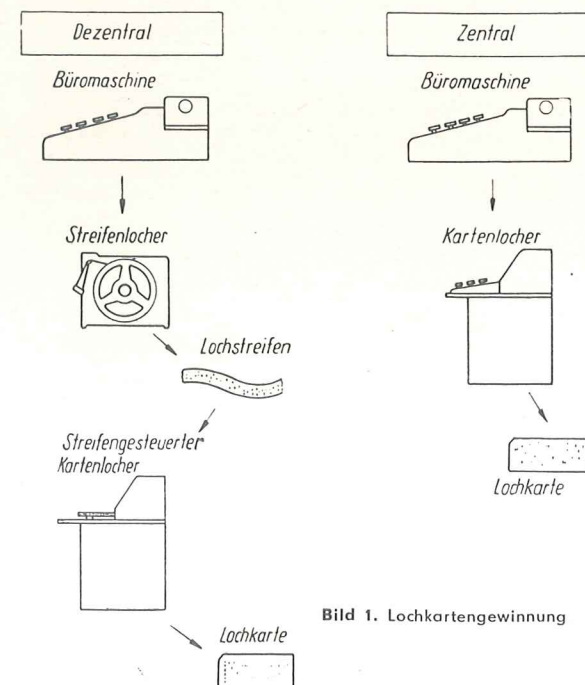 Dezentral
Büromaschine
Streifenlocher
Lochstreifen
Streifengesteuerter
Kartenlocher
Lochkarte
Zentral
Büromaschine
Kartenlocher
Lochkarte
Bild 1. Lochkartengewinnung